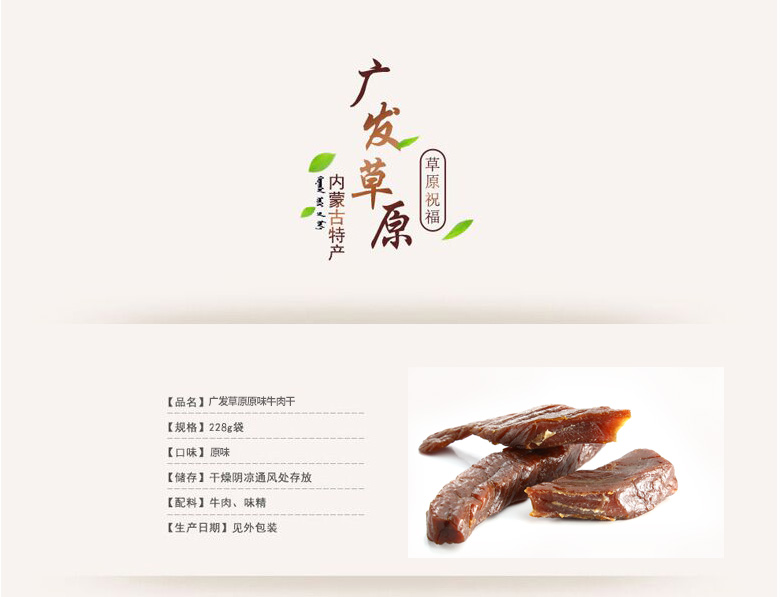 广发草原
草原祝福
内蒙古特产
【品名】广发草原原味牛肉干
【规格】228g袋
【口味】原味
【储存】干燥阴凉通风处存放
【配料】牛肉、味精
【生产日期】见外包装